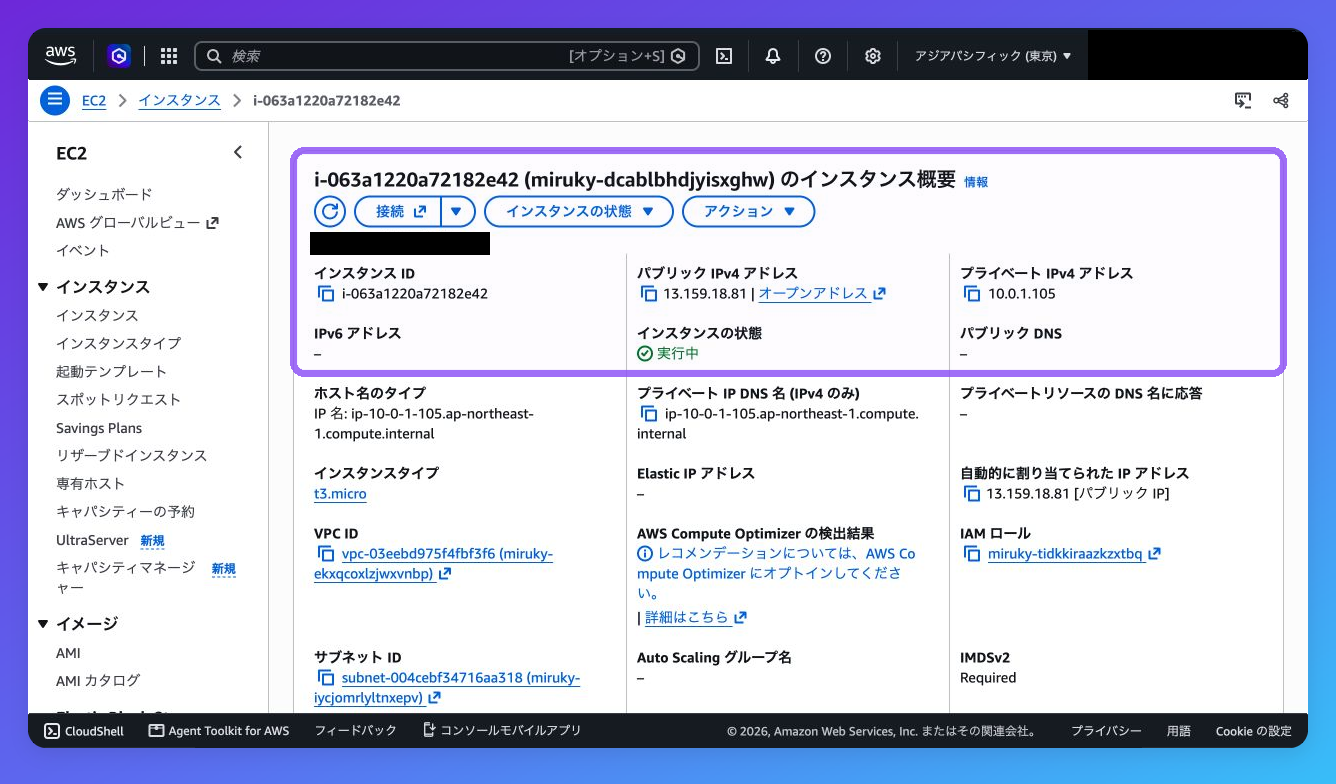 aws
検索
[オプション+S]
アジアパシフィック (東京) ▼
EC2 > インスタンス > i-063a1220a72182e42
EC2
ダッシュボード
AWS グローバルビュー
イベント
▼ インスタンス
インスタンス
インスタンスタイプ
起動テンプレート
スポットリクエスト
Savings Plans
リザーブドインスタンス
専有ホスト
キャパシティーの予約
UltraServer 新規
キャパシティマネージ
ャー 新規
▼ イメージ
AMI
AMI カタログ
i-063a1220a72182e42 (miruky-dcablbhdjyisxghw) のインスタンス概要 情報
接続 ▼
インスタンスの状態 ▼
アクション ▼
インスタンス ID
i-063a1220a72182e42
パブリック IPv4 アドレス
13.159.18.81 | オープンアドレス
プライベート IPv4 アドレス
10.0.1.105
IPv6 アドレス
–
インスタンスの状態
実行中
パブリック DNS
–
ホスト名のタイプ
IP 名: ip-10-0-1-105.ap-northeast-
1.compute.internal
プライベート IP DNS 名 (IPv4 のみ)
ip-10-0-1-105.ap-northeast-1.compute.
internal
プライベートリソースの DNS 名に応答
–
インスタンスタイプ
t3.micro
Elastic IP アドレス
–
自動的に割り当てられた IP アドレス
13.159.18.81 [パブリック IP]
VPC ID
vpc-03eebd975f4fbf3f6 (miruky-
ekxqcoxlzjwxvnbp)
AWS Compute Optimizer の検出結果
レコメンデーションについては、AWS Co
mpute Optimizer にオプトインしてくださ
い。
| 詳細はこちら
IAM ロール
miruky-tidkkiraazkzxtbq
サブネット ID
subnet-004cebf34716aa318 (miruky-
iycjomrlyltnxepv)
Auto Scaling グループ名
–
IMDSv2
Required
CloudShell
Agent Toolkit for AWS
フィードバック
コンソールモバイルアプリ
© 2026, Amazon Web Services, Inc. またはその関連会社。
プライバシー
用語
Cookie の設定